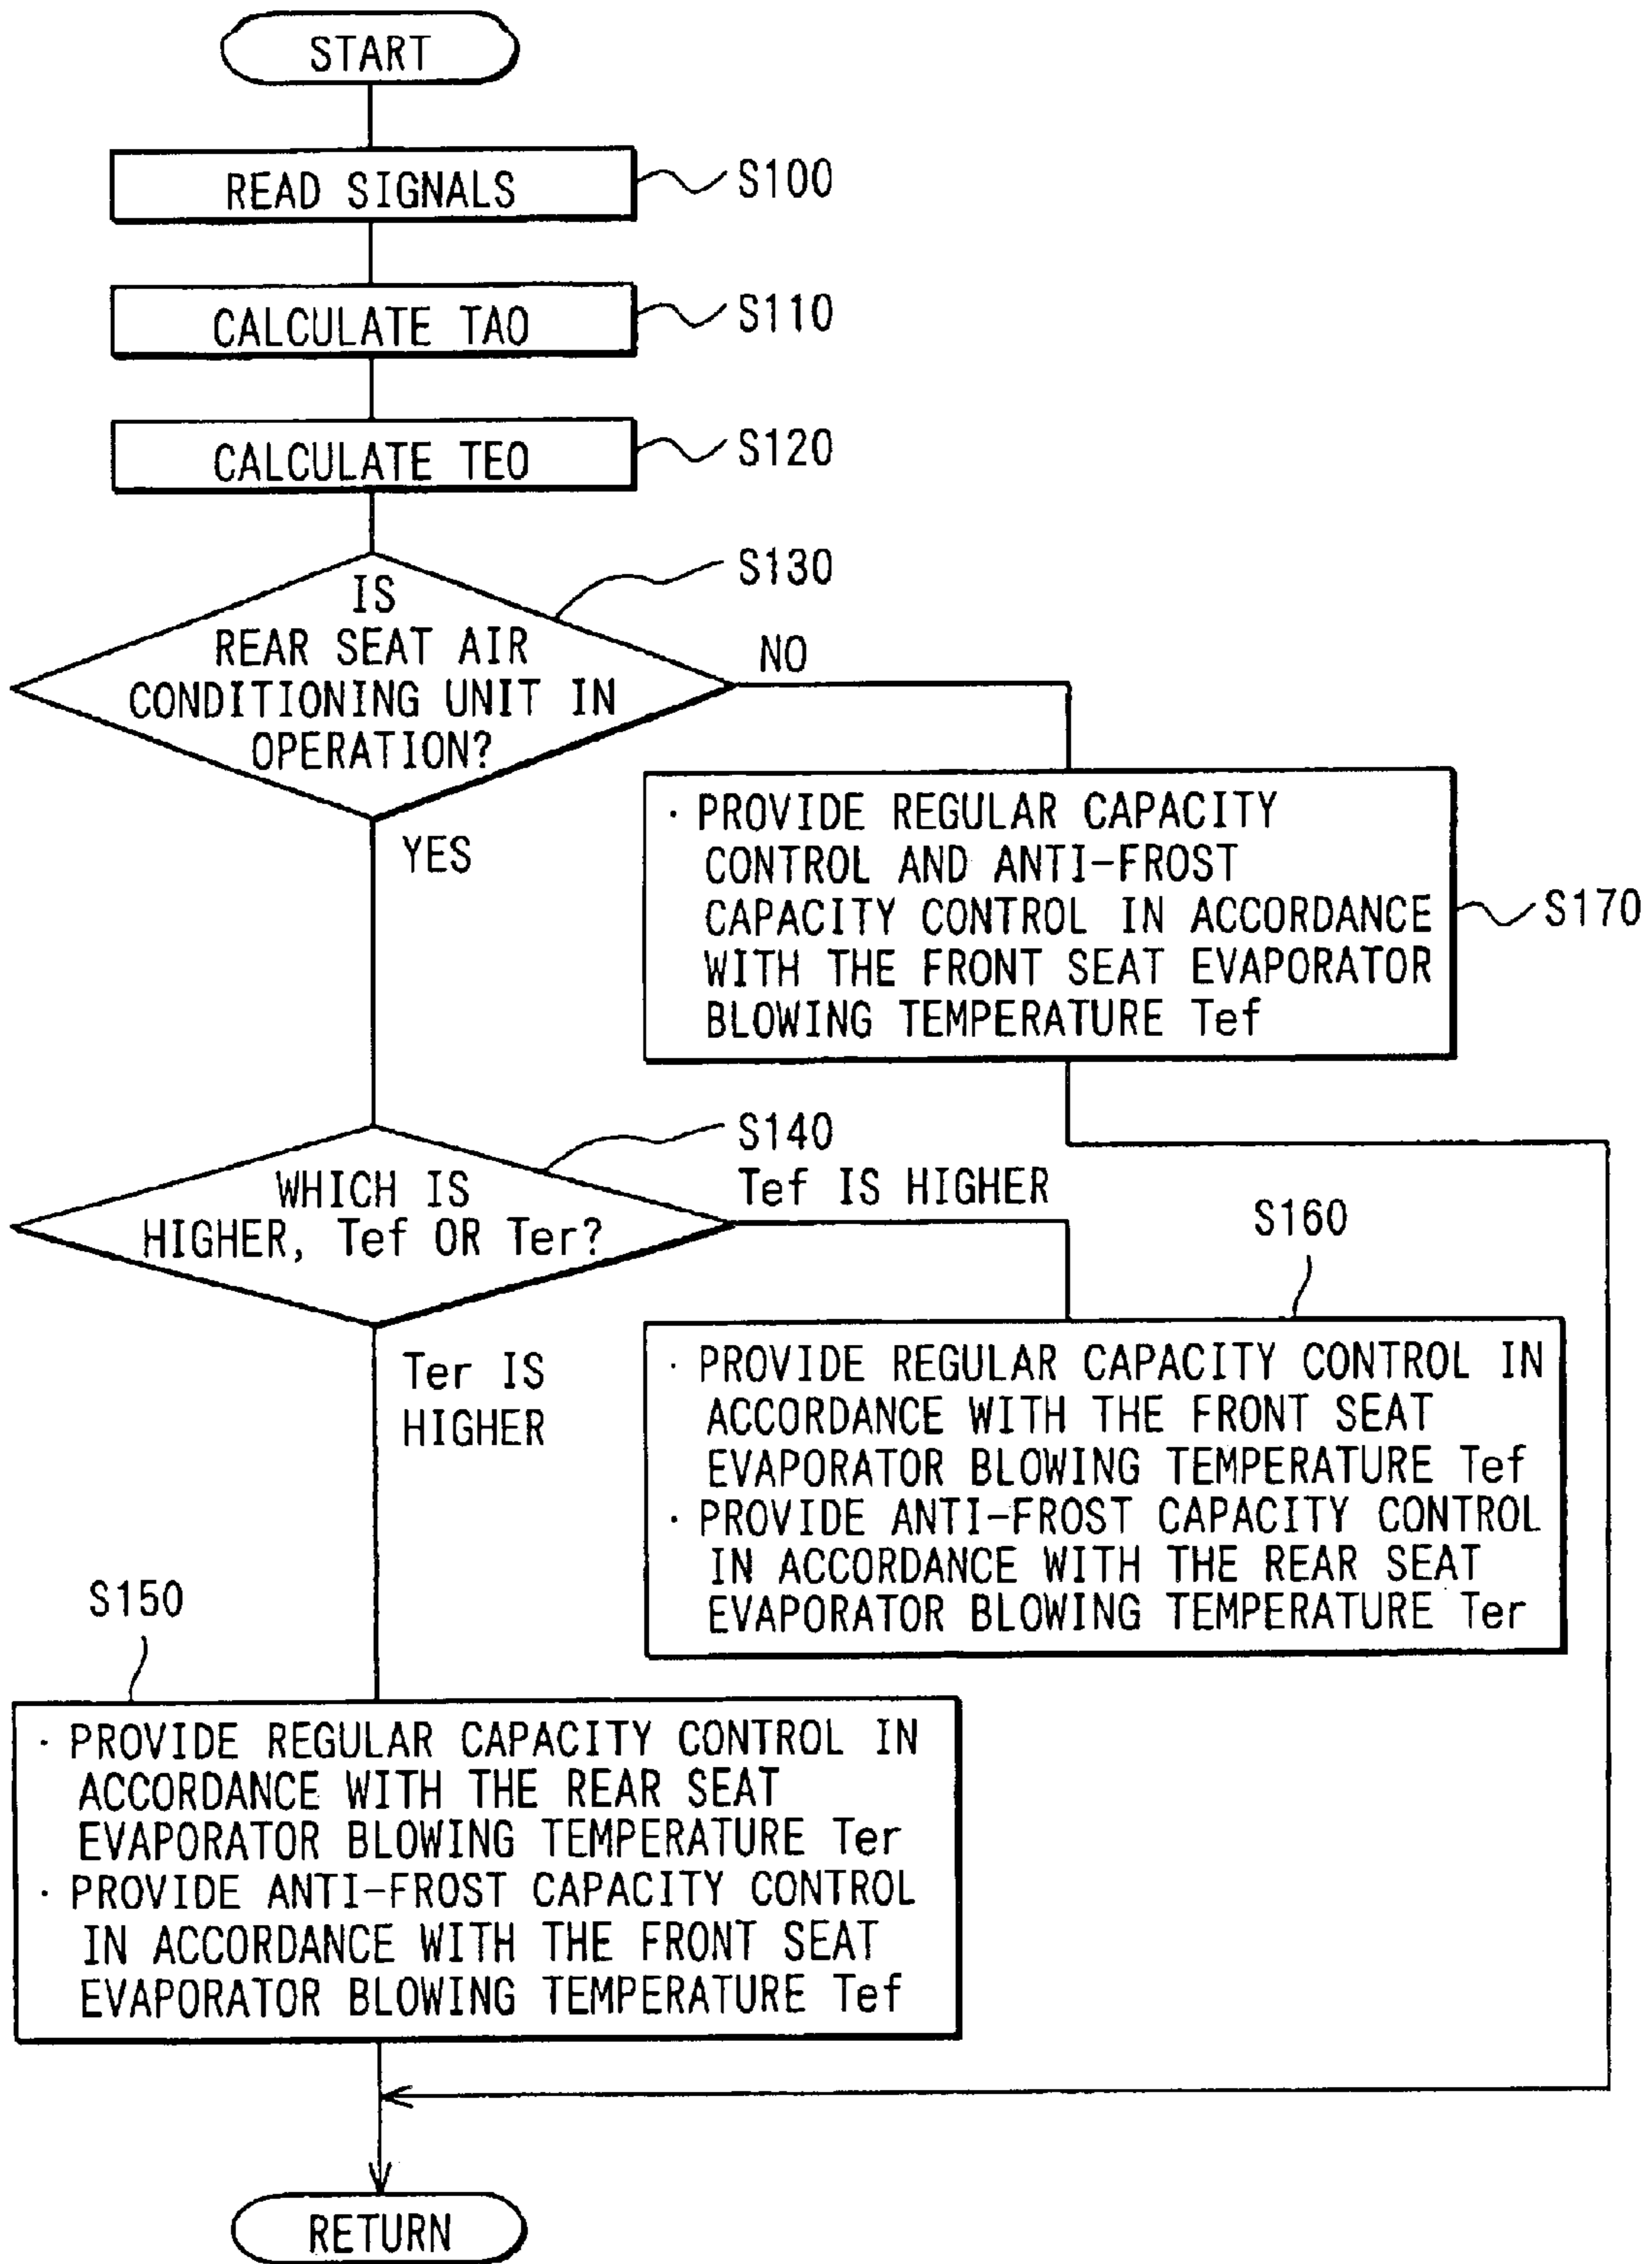 START
READ SIGNALS
S100
CALCULATE TAO
S110
CALCULATE TEO
S120
S130
IS
REAR SEAT AIR
CONDITIONING UNIT IN
OPERATION?
NO
YES
· PROVIDE REGULAR CAPACITY
CONTROL AND ANTI-FROST
CAPACITY CONTROL IN ACCORDANCE
WITH THE FRONT SEAT EVAPORATOR
BLOWING TEMPERATURE Tef
S170
S140
WHICH IS
HIGHER, Tef OR Ter?
Tef IS HIGHER
Ter IS
HIGHER
S160
· PROVIDE REGULAR CAPACITY CONTROL IN
ACCORDANCE WITH THE FRONT SEAT
EVAPORATOR BLOWING TEMPERATURE Tef
· PROVIDE ANTI-FROST CAPACITY CONTROL
IN ACCORDANCE WITH THE REAR SEAT
EVAPORATOR BLOWING TEMPERATURE Ter
S150
· PROVIDE REGULAR CAPACITY CONTROL IN
ACCORDANCE WITH THE REAR SEAT
EVAPORATOR BLOWING TEMPERATURE Ter
· PROVIDE ANTI-FROST CAPACITY CONTROL
IN ACCORDANCE WITH THE FRONT SEAT
EVAPORATOR BLOWING TEMPERATURE Tef
RETURN